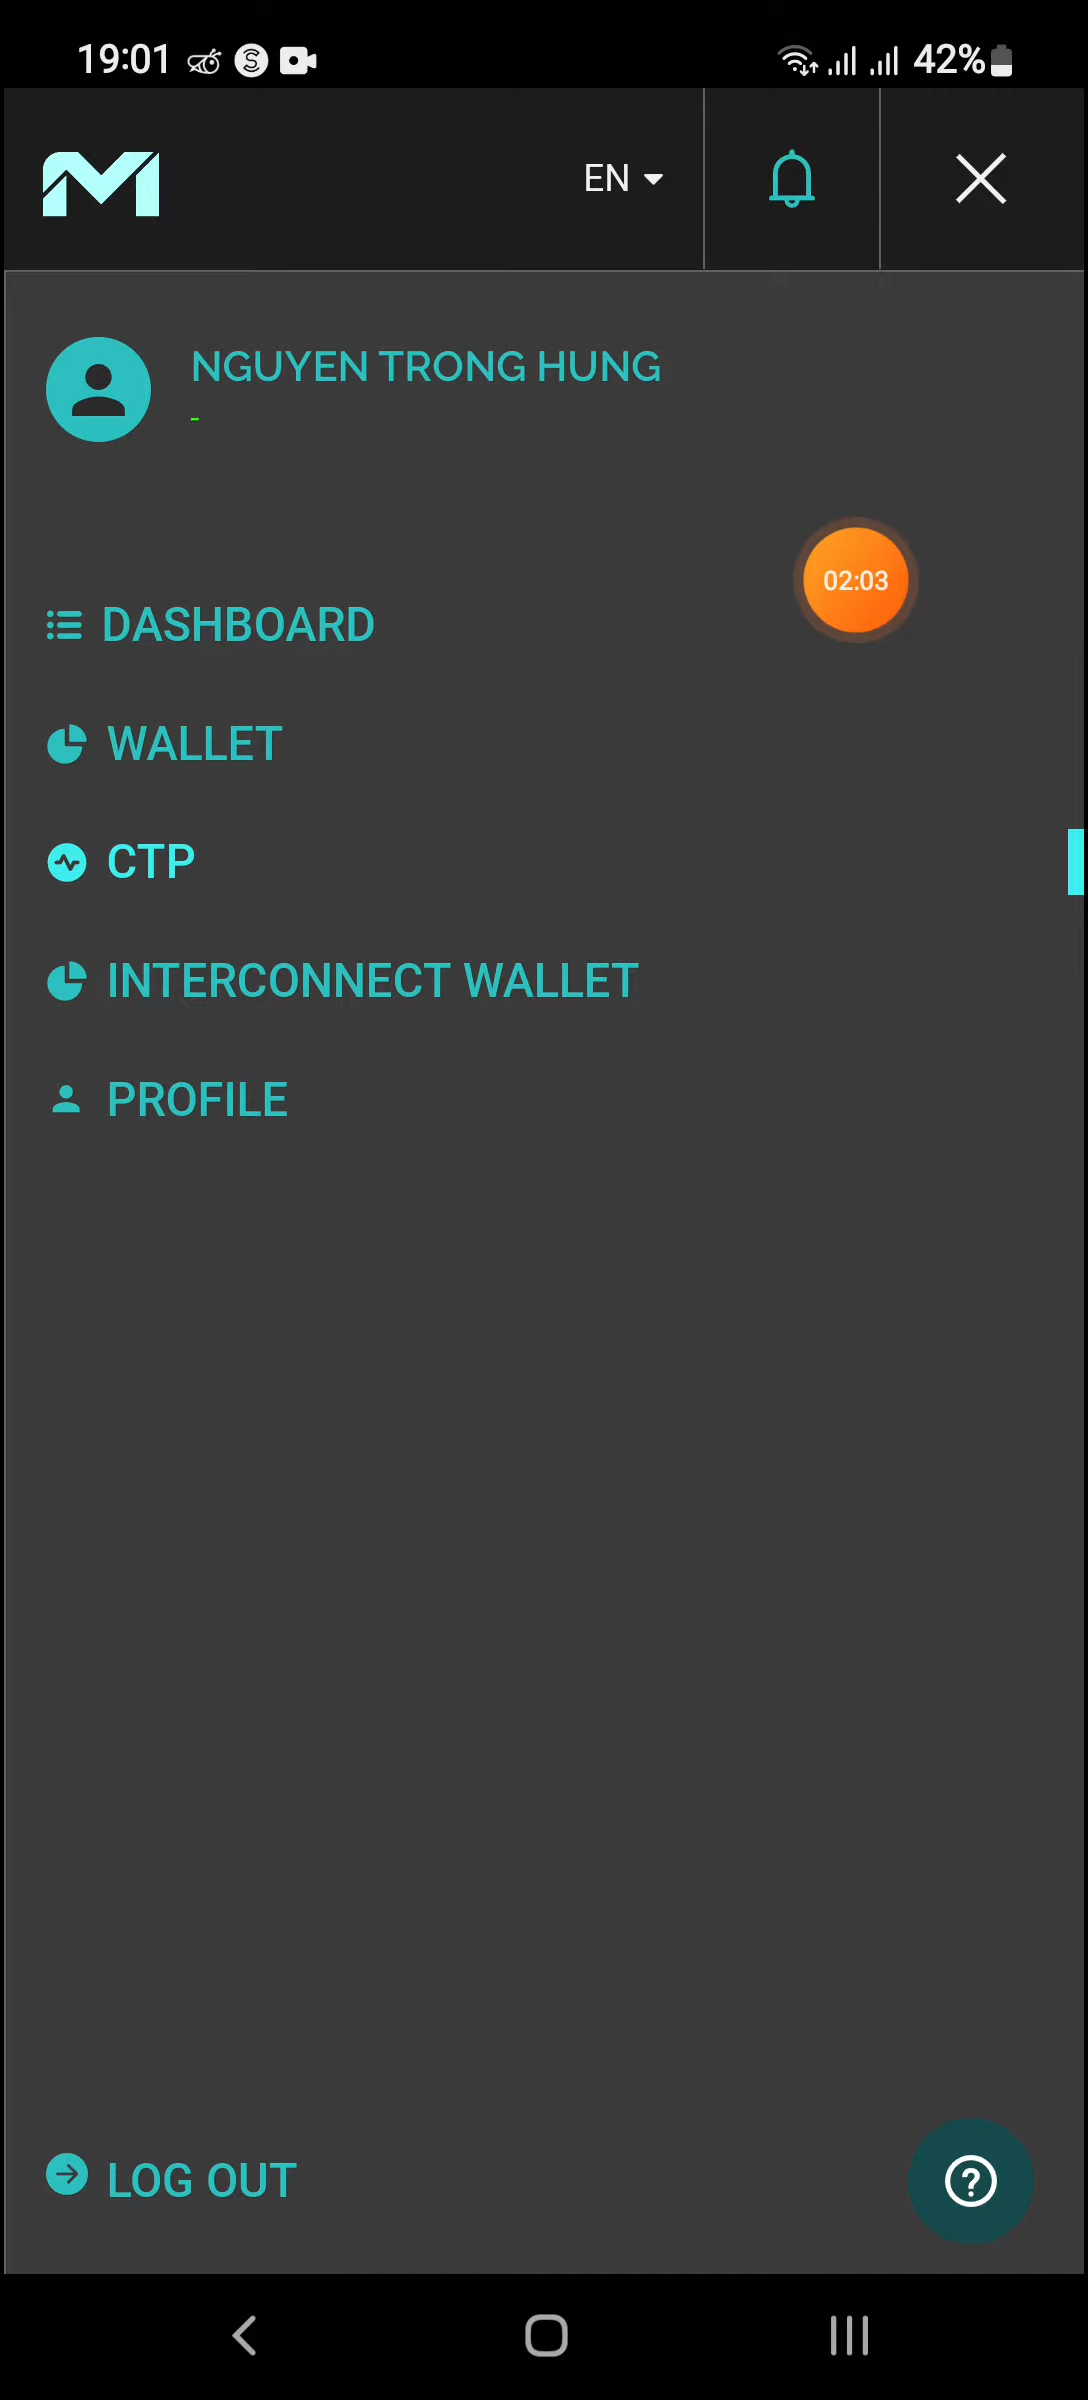 19:01
42%
EN
NGUYEN TRONG HUNG
-
02:03
DASHBOARD
WALLET
CTP
INTERCONNECT WALLET
PROFILE
LOG OUT